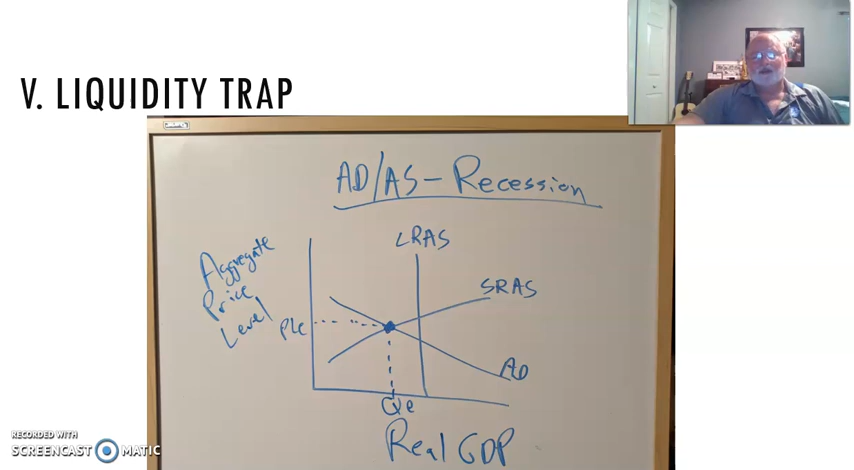 V. LIQUIDITY TRAP
AD/AS - Recession
Aggregate
Price
Level
LRAS
SRAS
PLe
AD
Qe
Real GDP
RECORDED WITH
SCREENCAST MATIC